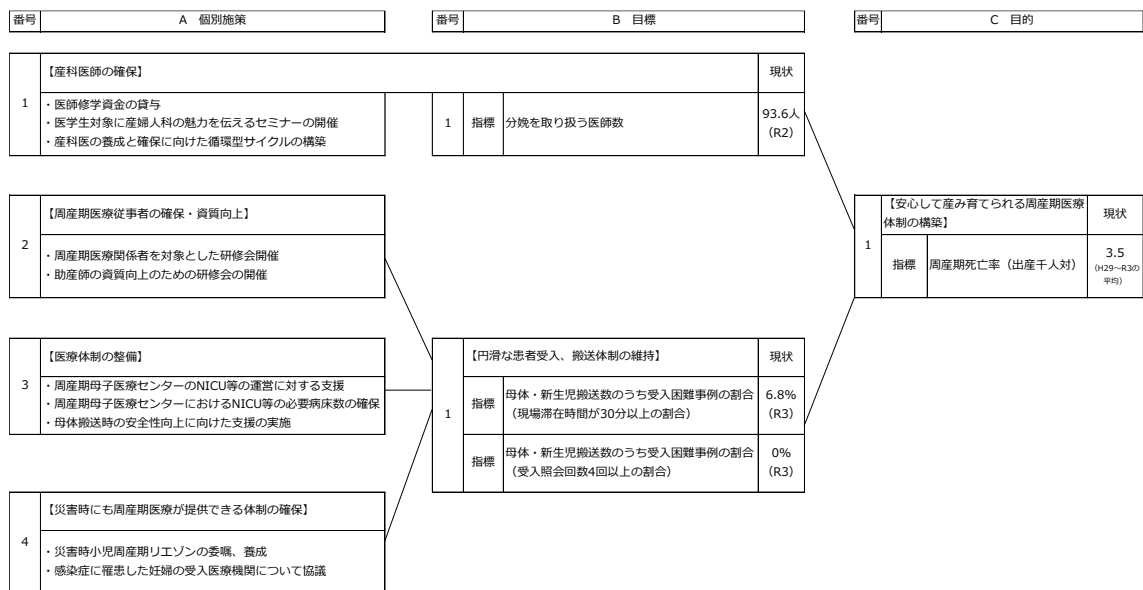 番号 A 個別施策
番号 B 目標
番号 C 目的
【産科医師の確保】 現状
1
・医師修学資金の貸与
・医学生対象に産婦人科の魅力を伝えるセミナーの開催
・産科医の養成と確保に向けた循環型サイクルの構築
1 指標 分娩を取り扱う医師数
93.6人
(R2)
【周産期医療従事者の確保・資質向上】
2
・周産期医療関係者を対象とした研修会開催
・助産師の資質向上のための研修会の開催
【安心して産み育てられる周産期医療
体制の構築】
現状
1
指標 周産期死亡率(出産千人対)
3.5
(H29～R3の
平均)
【医療体制の整備】
3
・周産期母子医療センターのNICU等の運営に対する支援
・周産期母子医療センターにおけるNICU等の必要病床数の確保
・母体搬送時の安全性向上に向けた支援の実施
【円滑な患者受入、搬送体制の維持】 現状
1
指標
母体・新生児搬送数のうち受入困難事例の割合
(現場滞在時間が30分以上の割合)
6.8%
(R3)
指標
母体・新生児搬送数のうち受入困難事例の割合
(受入照会回数4回以上の割合)
0%
(R3)
【災害時にも周産期医療が提供できる体制の確保】
4
・災害時小児周産期リエゾンの委嘱、養成
・感染症に罹患した妊婦の受入医療機関について協議